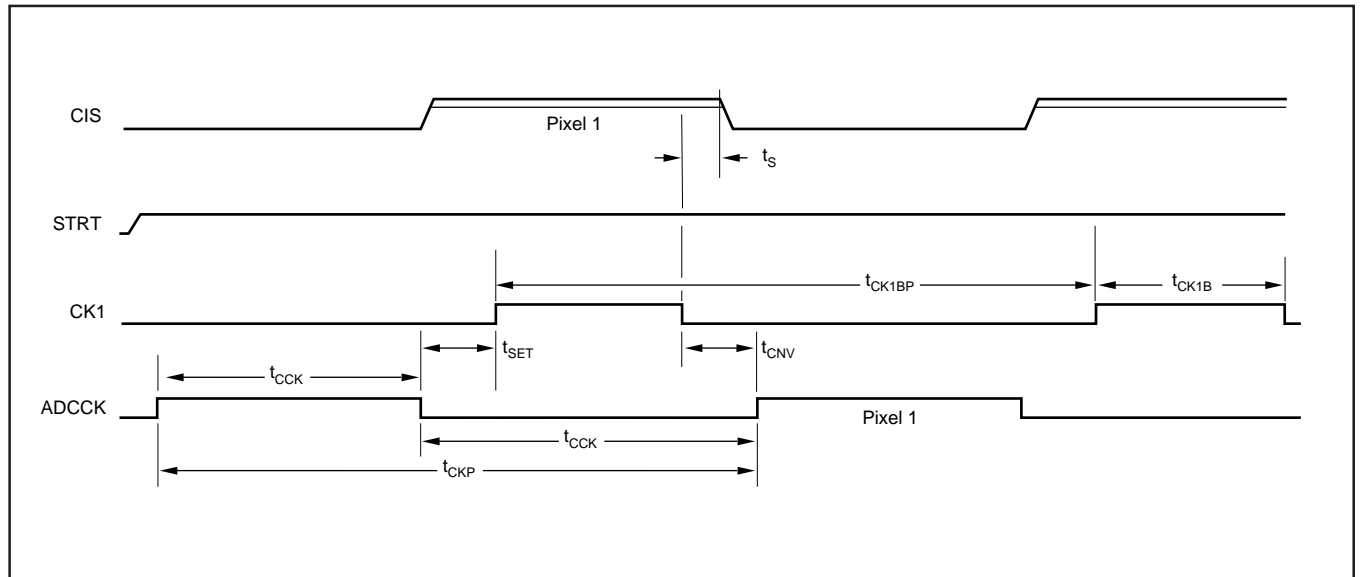 CIS
Pixel 1
tS
STRT
tCK1BP
tCK1B
CK1
tSET
tCNV
tCCK
ADCCK
Pixel 1
tCCK
tCKP